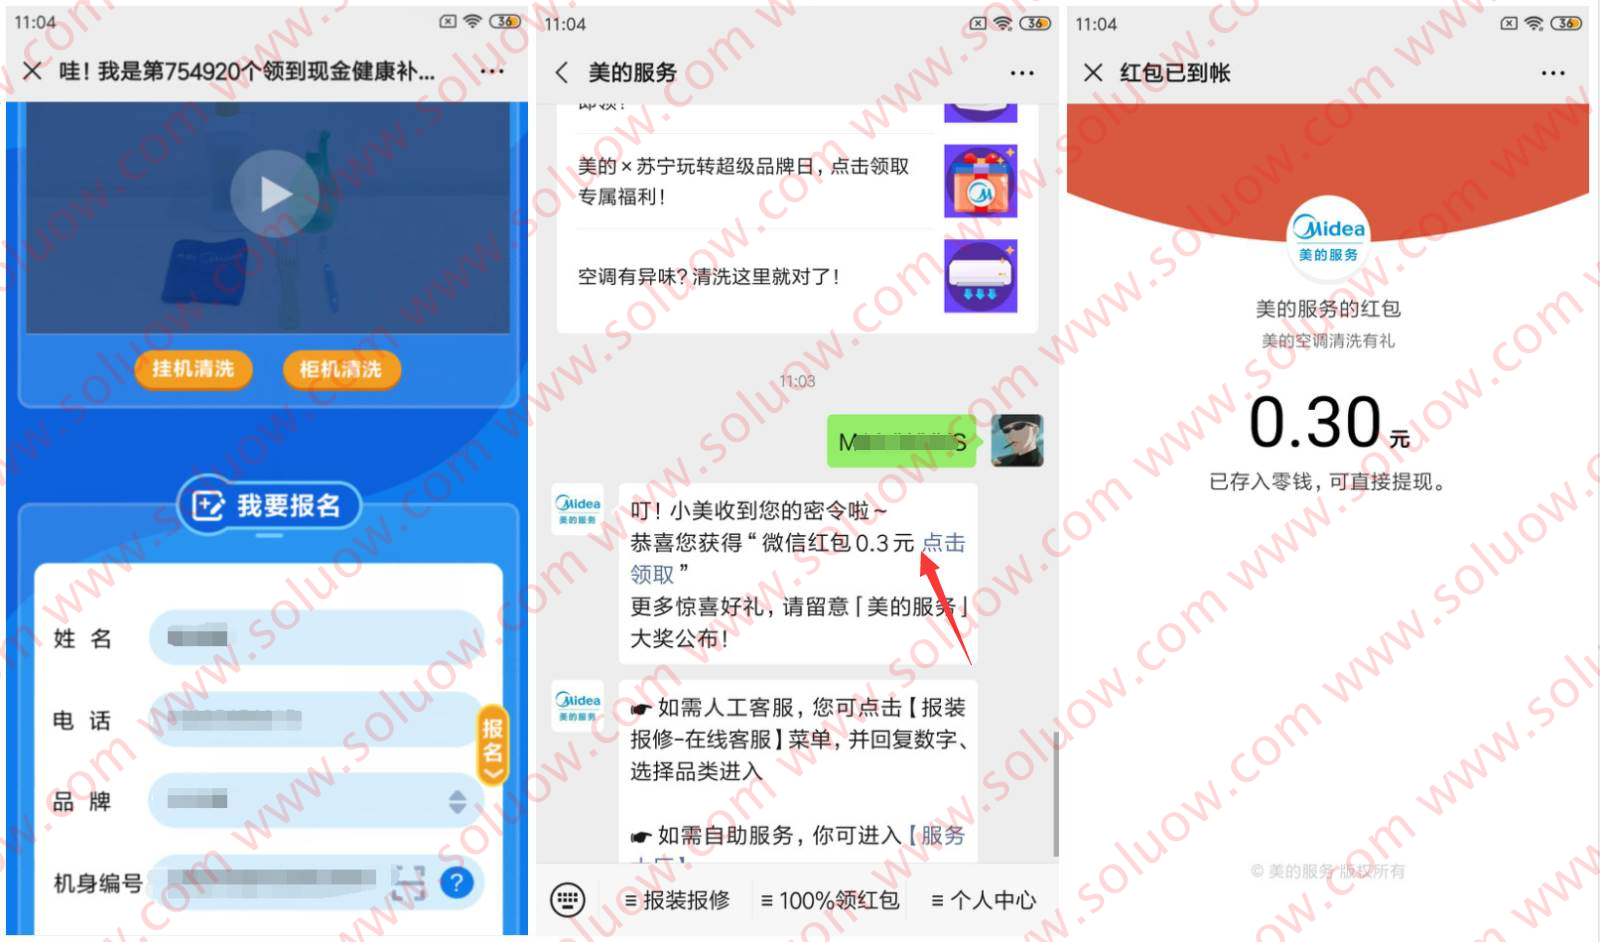 11:04
36
哇！我是第754920个领到现金健康补...
挂机清洗
柜机清洗
我要报名
姓 名
电 话
品 牌
机身编号
?
报名
11:04
36
美的服务
即领！
美的×苏宁玩转超级品牌日，点击领取
专属福利！
空调有异味？清洗这里就对了！
11:03
M
S
Midea
美的服务
叮！小美收到您的密令啦~
恭喜您获得“微信红包0.3元 点击
领取”
更多惊喜好礼，请留意「美的服务」
大奖公布！
Midea
美的服务
☛如需人工客服，您可点击【报装
报修-在线客服】菜单，并回复数字、
选择品类进入
☛如需自助服务，你可进入【服务
报装报修
100%领红包
个人中心
11:04
36
红包已到帐
Midea
美的服务
美的服务的红包
美的空调清洗有礼
0.30元
已存入零钱，可直接提现。
© 美的服务 版权所有
www.soluow.com